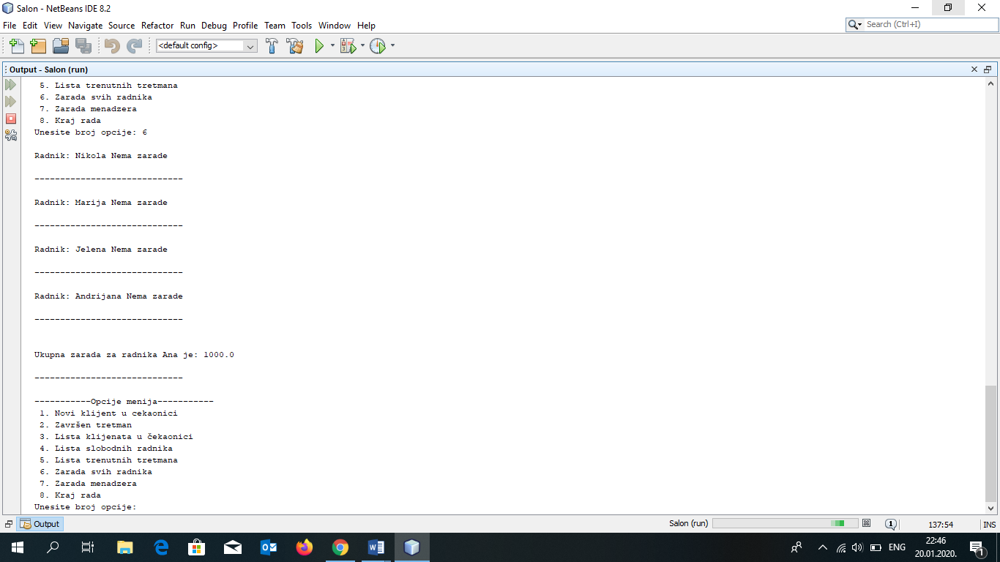 Salon - NetBeans IDE 8.2
File Edit View Navigate Source Refactor Run Debug Profile Team Tools Window Help
Search (Ctrl+I)
<default config>
Output - Salon (run)
5. Lista trenutnih tretmana
6. Zarada svih radnika
7. Zarada menadzera
8. Kraj rada
Unesite broj opcije: 6
Radnik: Nikola Nema zarade
-----------------------------
Radnik: Marija Nema zarade
-----------------------------
Radnik: Jelena Nema zarade
-----------------------------
Radnik: Andrijana Nema zarade
-----------------------------
Ukupna zarada za radnika Ana je: 1000.0
-----------------------------
-----------Opcije menija-----------
1. Novi klijent u cekaonici
2. Završen tretman
3. Lista klijenata u čekaonici
4. Lista slobodnih radnika
5. Lista trenutnih tretmana
6. Zarada svih radnika
7. Zarada menadzera
8. Kraj rada
Unesite broj opcije:
Output
Salon (run)
1
137:54
INS
ENG
22:46
20.01.2020.
1